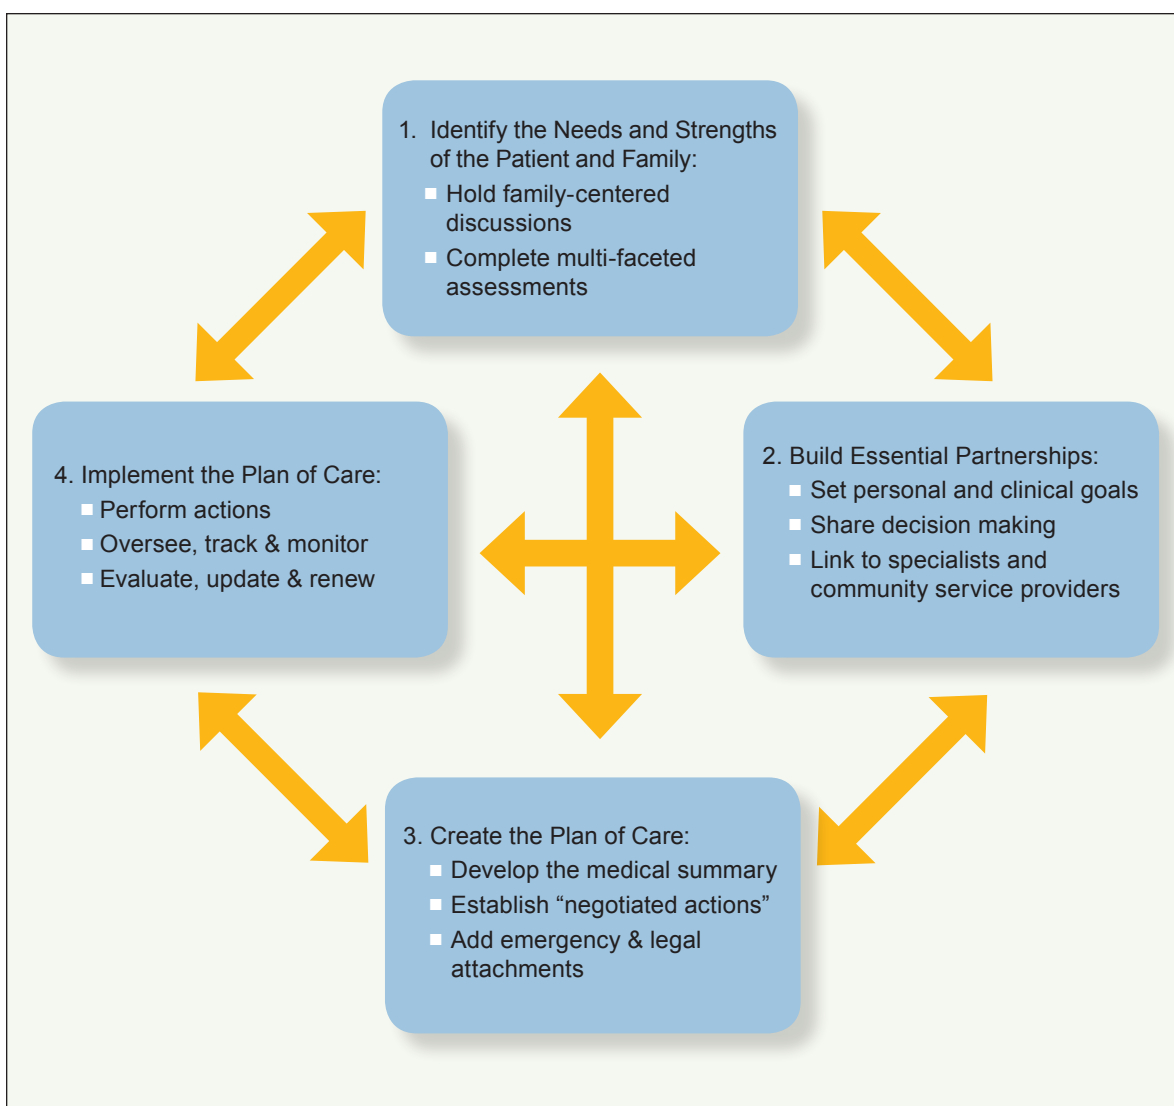 1. Identify the Needs and Strengths
of the Patient and Family:
Hold family-centered
discussions
Complete multi-faceted
assessments
2. Build Essential Partnerships:
Set personal and clinical goals
Share decision making
Link to specialists and
community service providers
3. Create the Plan of Care:
Develop the medical summary
Establish “negotiated actions”
Add emergency & legal
attachments
4. Implement the Plan of Care:
Perform actions
Oversee, track & monitor
Evaluate, update & renew